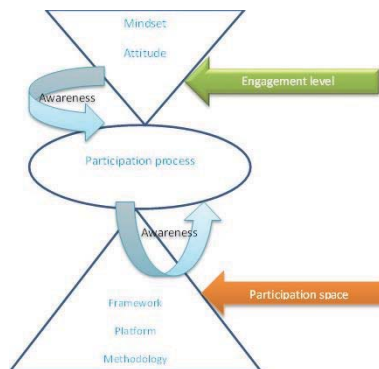 Mindset
Attitude
Engagement level
Awareness
Participation process
Awareness
Participation space
Framework
Platform
Methodology